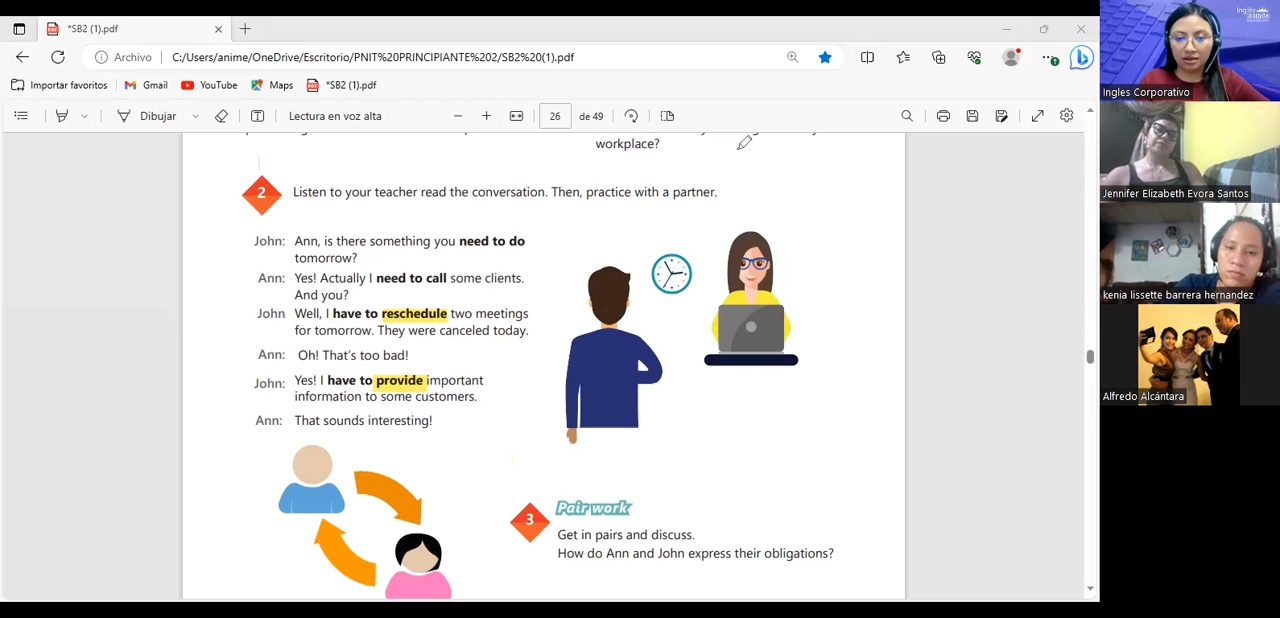 *SB2 (1).pdf
Archivo
C:/Users/anime/OneDrive/Escritorio/PNIT%20PRINCIPIANTE%202/SB2%20(1).pdf
Importar favoritos
Gmail
YouTube
Maps
*SB2 (1).pdf
Dibujar
Lectura en voz alta
26
de 49
workplace?
2
Listen to your teacher read the conversation. Then, practice with a partner.
John: Ann, is there something you need to do
tomorrow?
Ann: Yes! Actually I need to call some clients.
And you?
John Well, I have to reschedule two meetings
for tomorrow. They were canceled today.
Ann: Oh! That's too bad!
John: Yes! I have to provide important
information to some customers.
Ann: That sounds interesting!
3
Pair work
Get in pairs and discuss.
How do Ann and John express their obligations?
Ingles Corporativo
Jennifer Elizabeth Evora Santos
kenia lissette barrera hernandez
Alfredo Alcántara